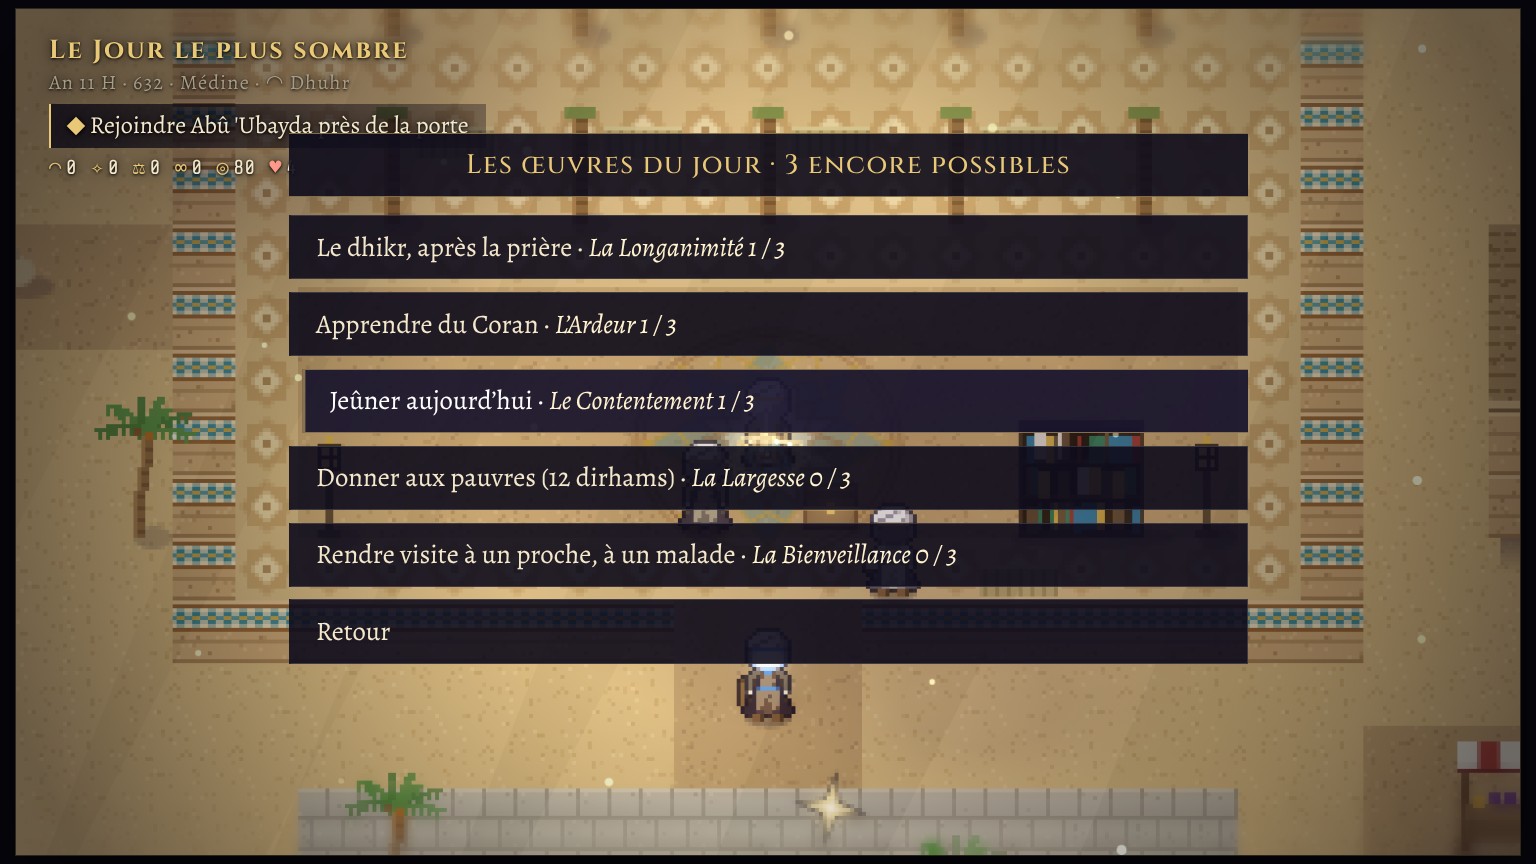 Le Jour le plus sombre
An 11 H · 632 · Médine · ◠ Dhuhr
◆ Rejoindre Abû 'Ubayda près de la porte
◠0 ✧0 ⚖0 ∞0 ◎80 ♥
Les œuvres du jour · 3 encore possibles
Le dhikr, après la prière · La Longanimité 1 / 3
Apprendre du Coran · L'Ardeur 1 / 3
Jeûner aujourd'hui · Le Contentement 1 / 3
Donner aux pauvres (12 dirhams) · La Largesse 0 / 3
Rendre visite à un proche, à un malade · La Bienveillance 0 / 3
Retour